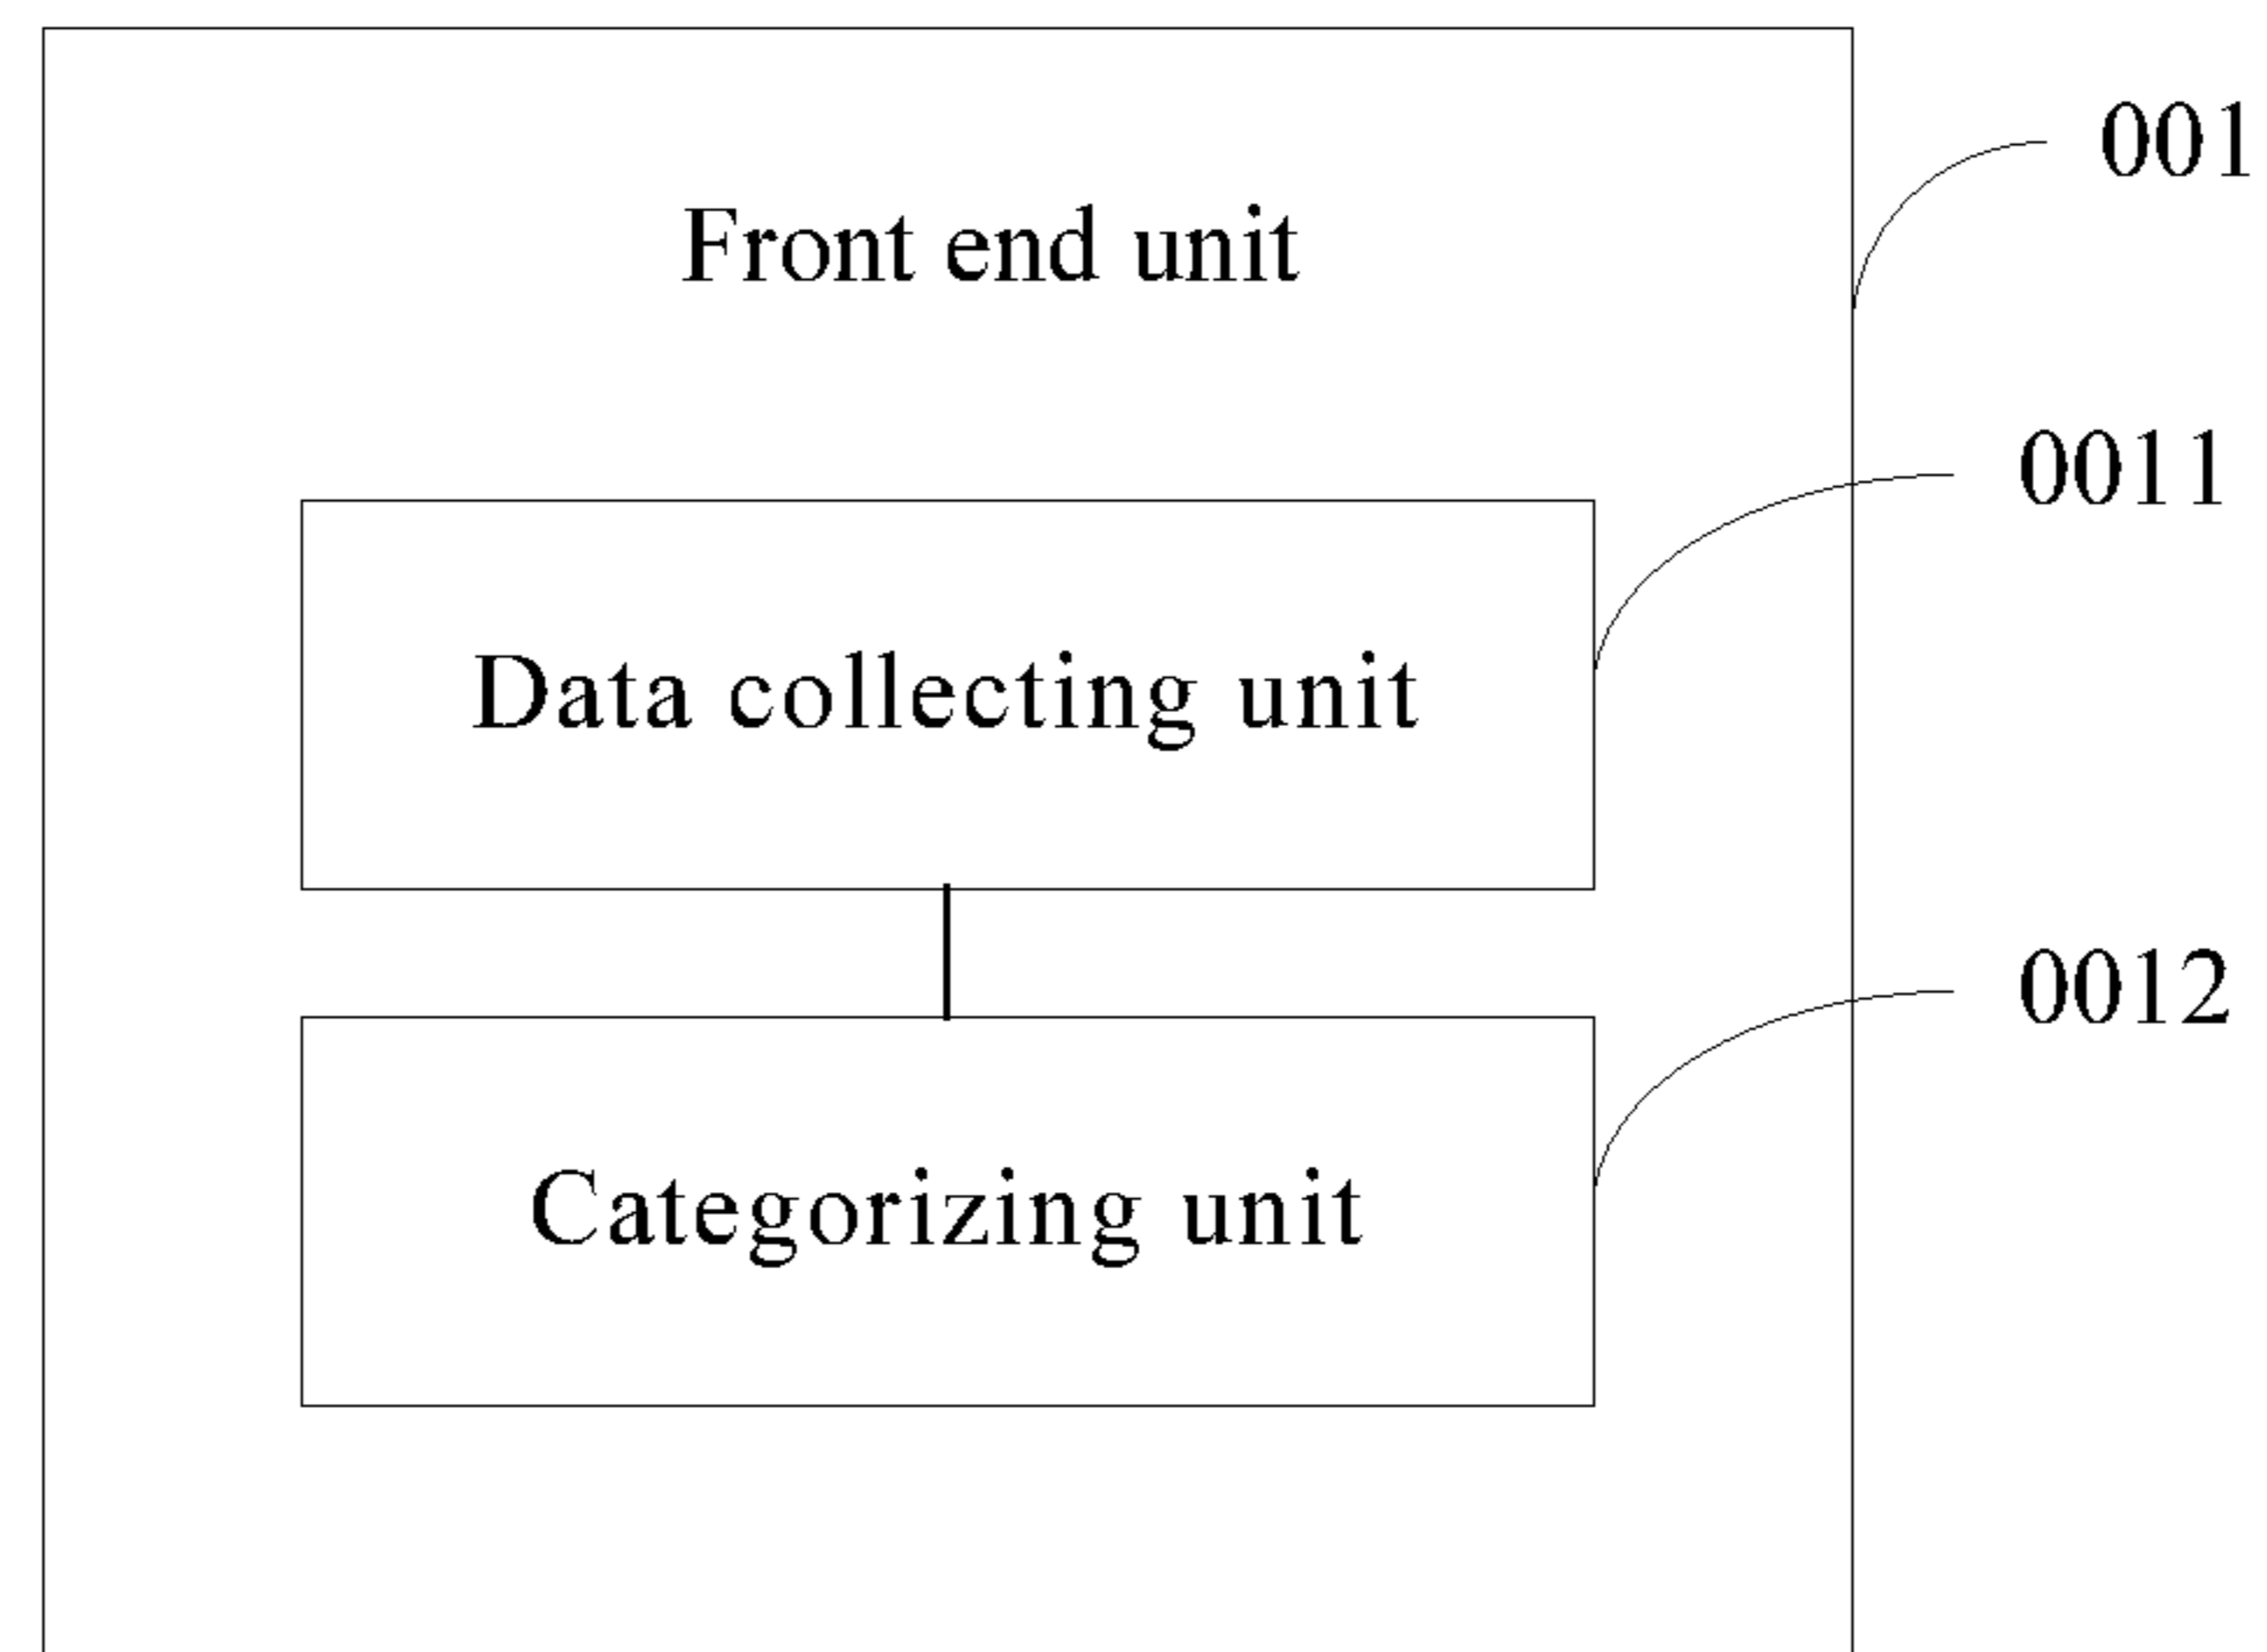 001
Front end unit
0011
Data collecting unit
0012
Categorizing unit